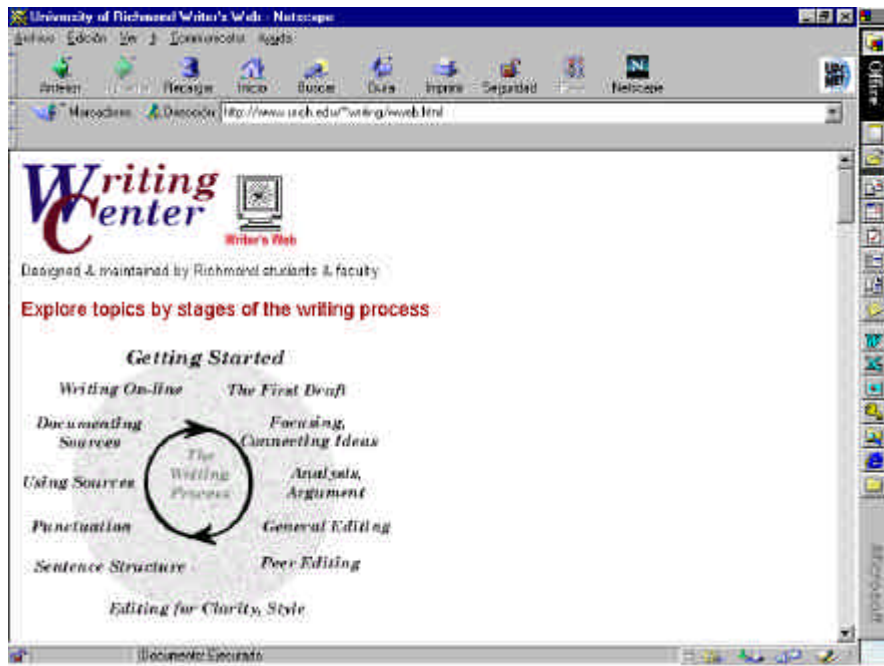 University of Richmond Writer's Web - Netscape
Archivo Edición Ver Ir Communicator Ayuda
Anterior Recargar Inicio Buscar Guía Imprimir Seguridad Netscape
Marcadores Dirección http://www.urich.edu/~writing/wweb.html
Office
Writing
Center
Writer's Web
Designed & maintained by Richmond students & faculty
Explore topics by stages of the writing process
Getting Started
Writing On-line The First Draft
Documenting Sources
Focusing, Connecting Ideas
The Writing Process
Using Sources
Analysis, Argument
Punctuation
General Editing
Sentence Structure
Peer Editing
Editing for Clarity, Style
Documento: Ejecutado
Microsoft